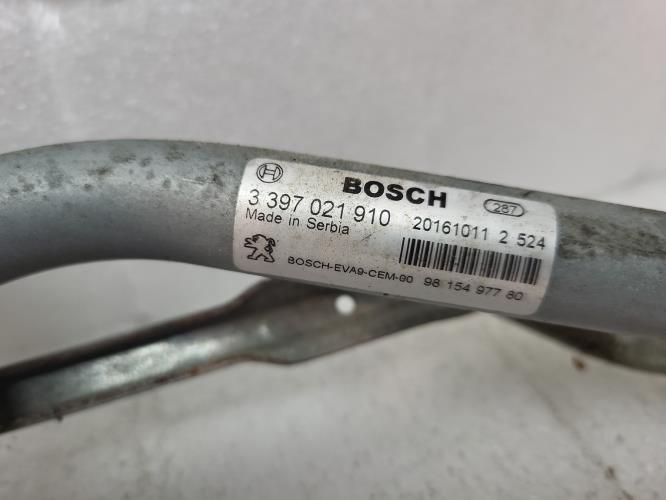 BOSCH 287
3 397 021 910 20161011 2 524
Made in Serbia
BOSCH-EVA9-CEM-00 98 154 977 80